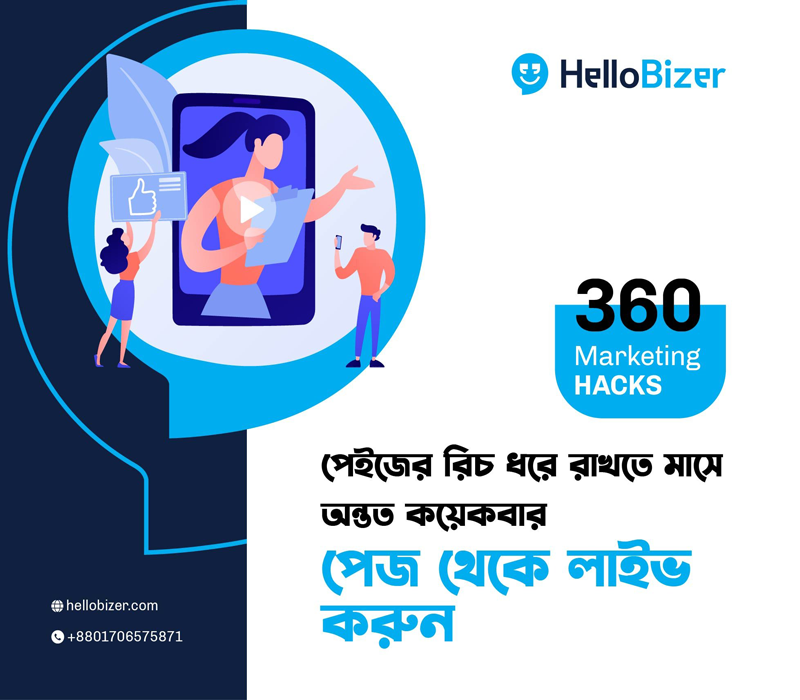 HelloBizer
360
Marketing
HACKS
পেইজের রিচ ধরে রাখতে মাসে
অন্তত কয়েকবার
পেজ থেকে লাইভ
করুন
hellobizer.com
+8801706575871